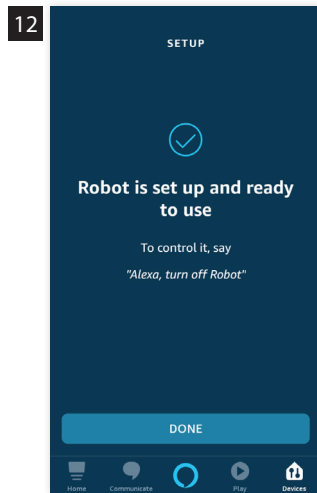 12
SETUP
Robot is set up and ready
to use
To control it, say
"Alexa, turn off Robot"
DONE
Home Communicate Play Devices